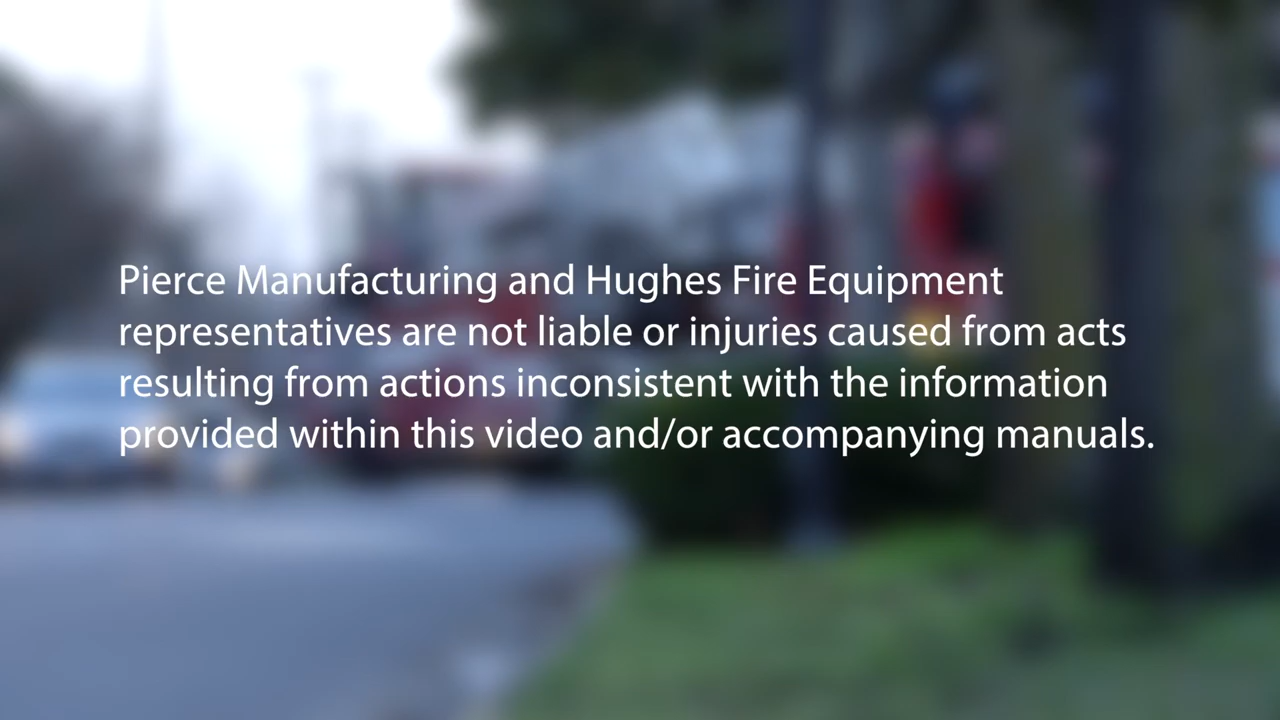 Pierce Manufacturing and Hughes Fire Equipment
representatives are not liable or injuries caused from acts
resulting from actions inconsistent with the information
provided within this video and/or accompanying manuals.